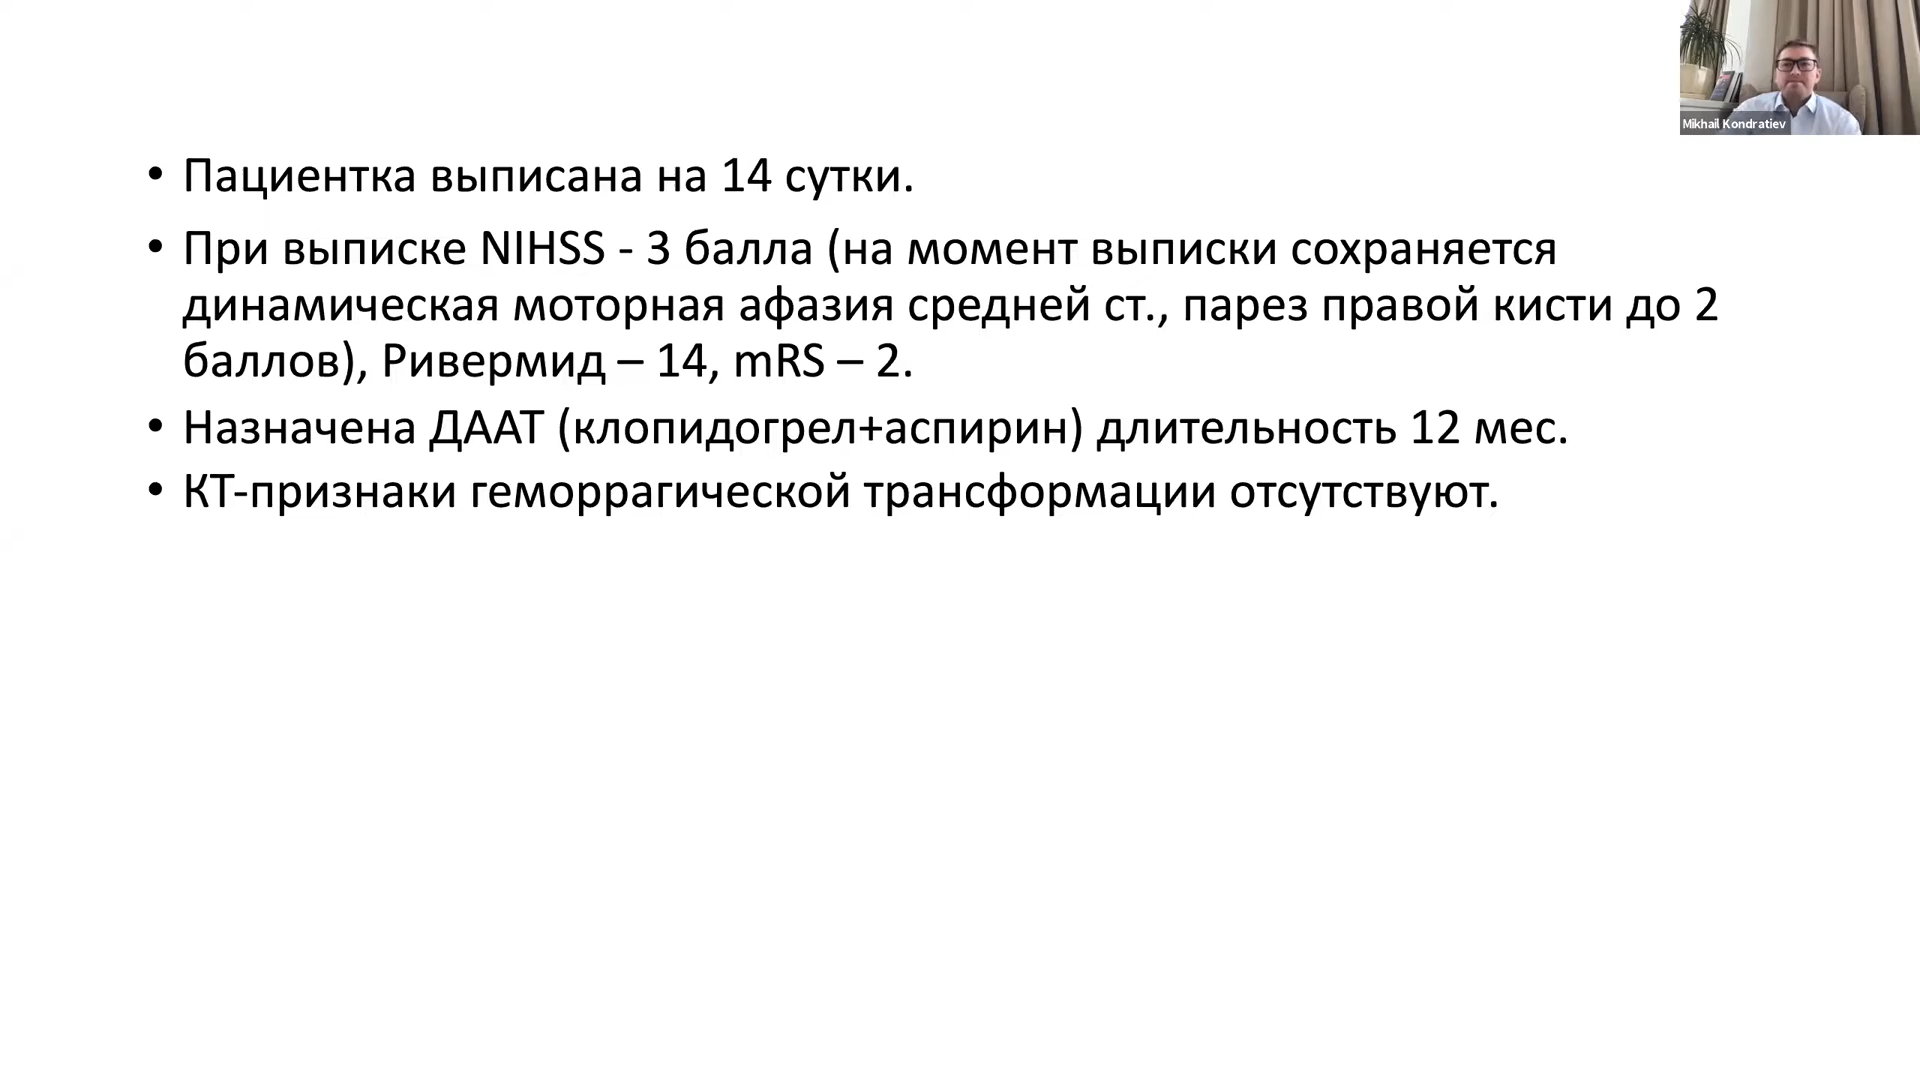 Mikhail Kondratiev
• Пациентка выписана на 14 сутки.
• При выписке NIHSS - 3 балла (на момент выписки сохраняется
динамическая моторная афазия средней ст., парез правой кисти до 2
баллов), Ривермид – 14, mRS – 2.
• Назначена ДААТ (клопидогрел+аспирин) длительность 12 мес.
• КТ-признаки геморрагической трансформации отсутствуют.